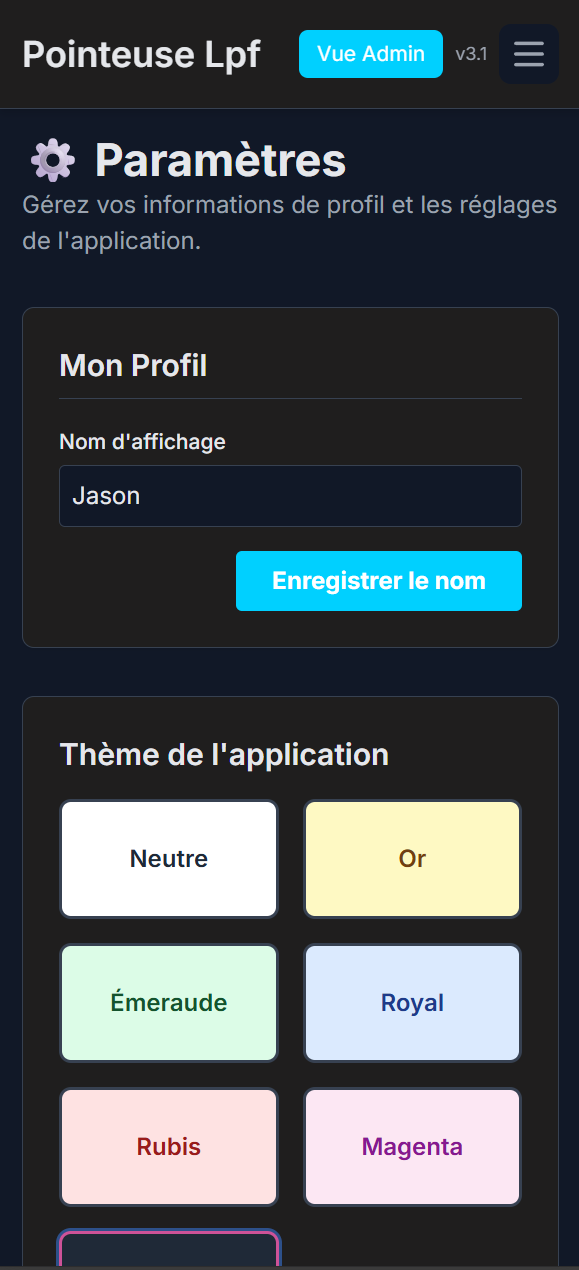 Pointeuse Lpf
Vue Admin
v3.1
Paramètres
Gérez vos informations de profil et les réglages
de l'application.
Mon Profil
Nom d'affichage
Jason
Enregistrer le nom
Thème de l'application
Neutre
Or
Émeraude
Royal
Rubis
Magenta